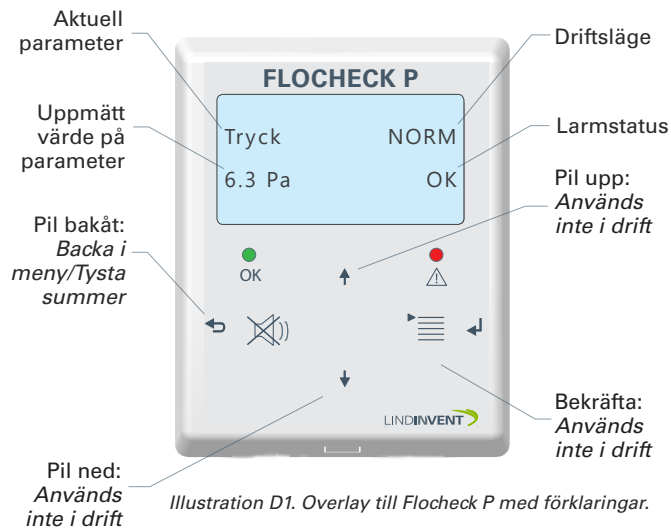 Aktuell
parameter
Driftsläge
FLOCHECK P
Tryck NORM
6.3 Pa OK
Uppmätt
värde på
parameter
Larmstatus
Pil upp:
Används
inte i drift
Pil bakåt:
Backa i
meny/Tysta
summer
OK
LINDINVENT
Bekräfta:
Används
inte i drift
Pil ned:
Används
inte i drift
Illustration D1. Overlay till Flocheck P med förklaringar.